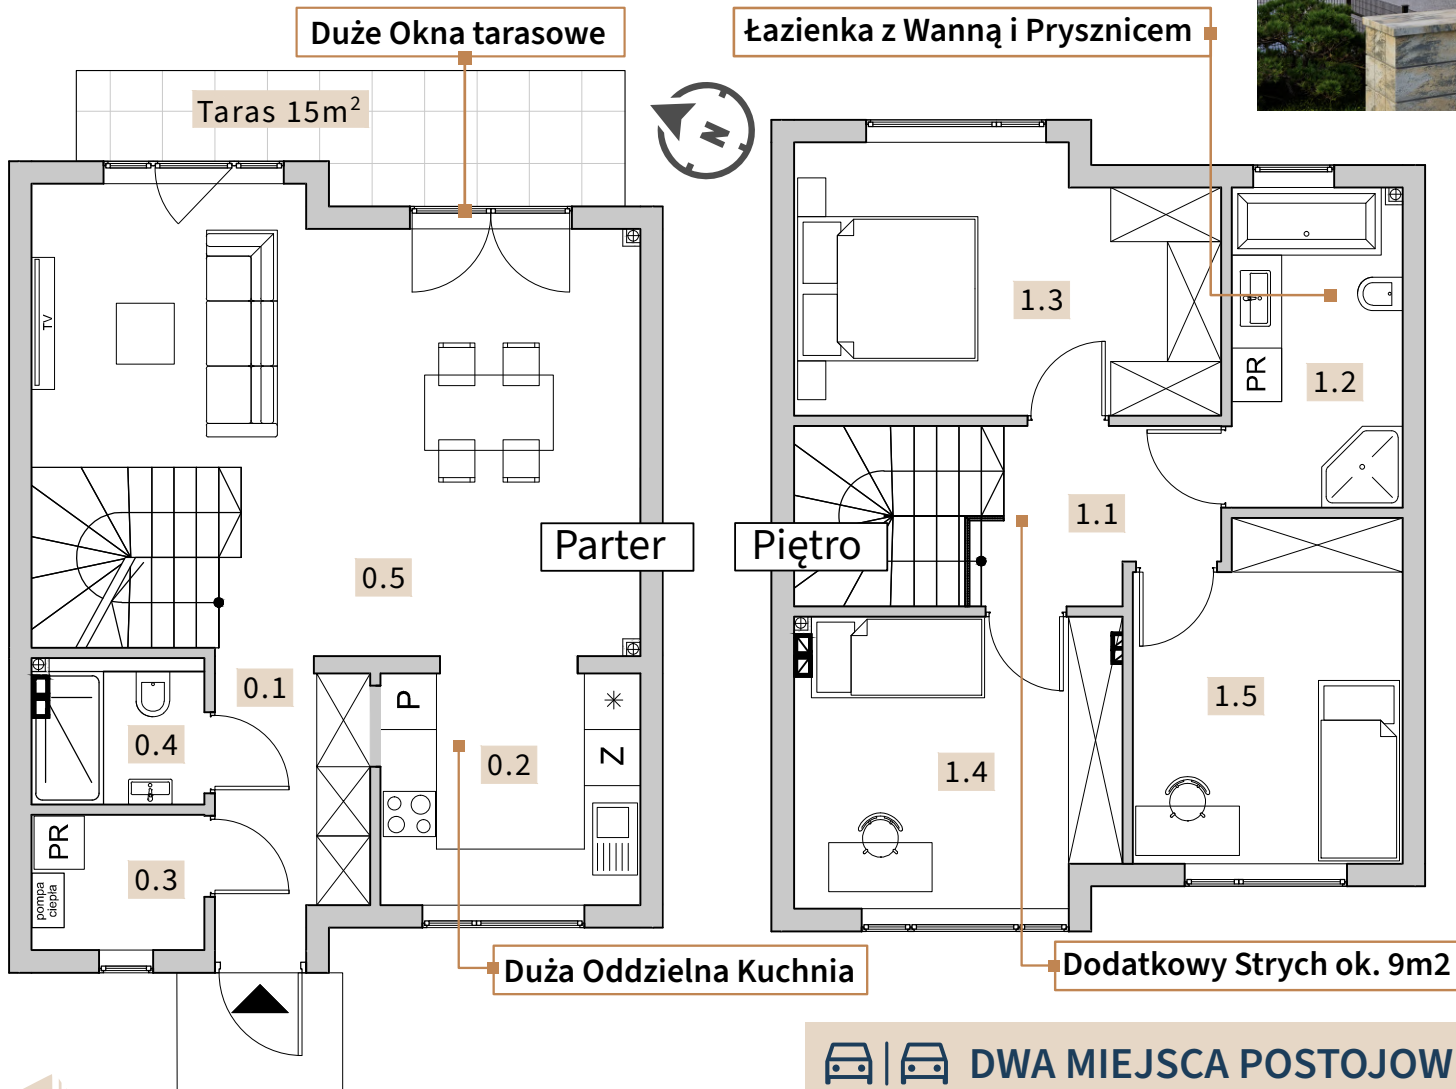 Duże Okna tarasowe
Łazienka z Wanną i Prysznicem
Taras 15m²
N
TV
1.3
PR
1.2
1.1
Parter
Piętro
0.5
0.1
P
0.4
0.2
Z
1.5
1.4
PR
0.3
pompa
ciepła
Duża Oddzielna Kuchnia
Dodatkowy Strych ok. 9m2
DWA MIEJSCA POSTOJOW